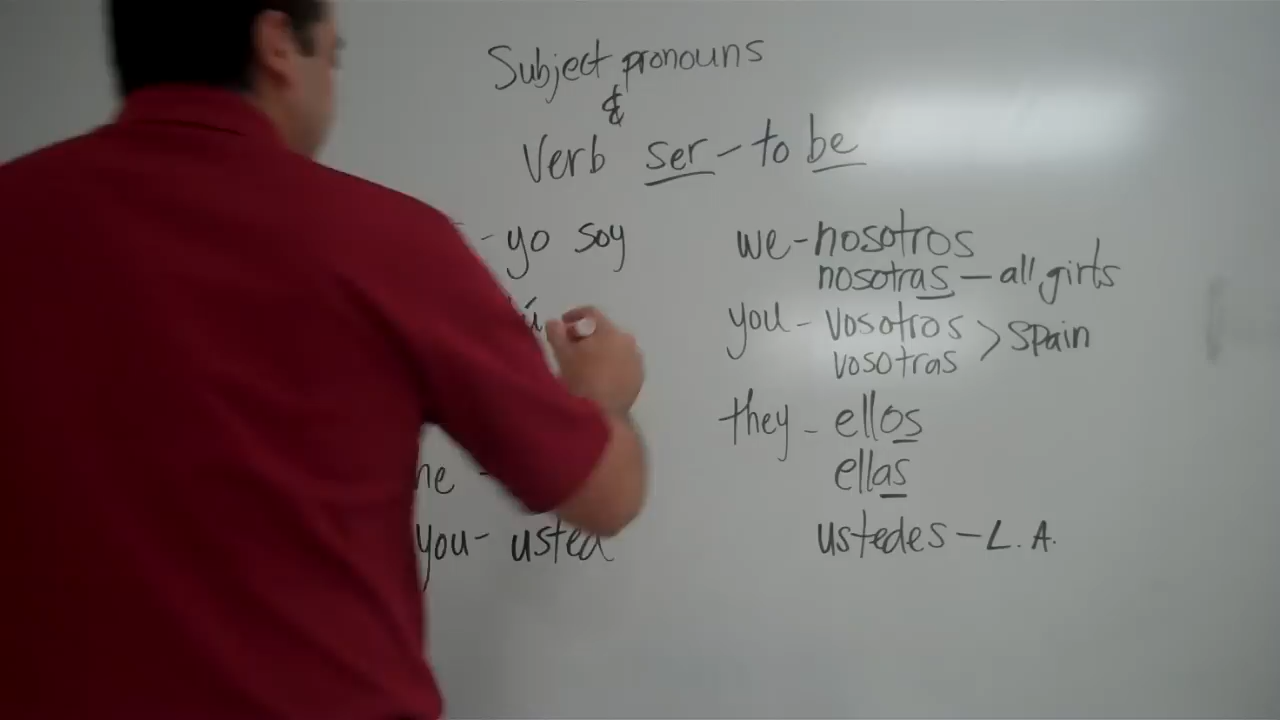 Subject pronouns
&
Verb ser - to be
- yo soy
we - nosotros
nosotras - all girls
you - vosotros > Spain
vosotras
they - ellos
ellas
you - usted
ustedes - L.A.